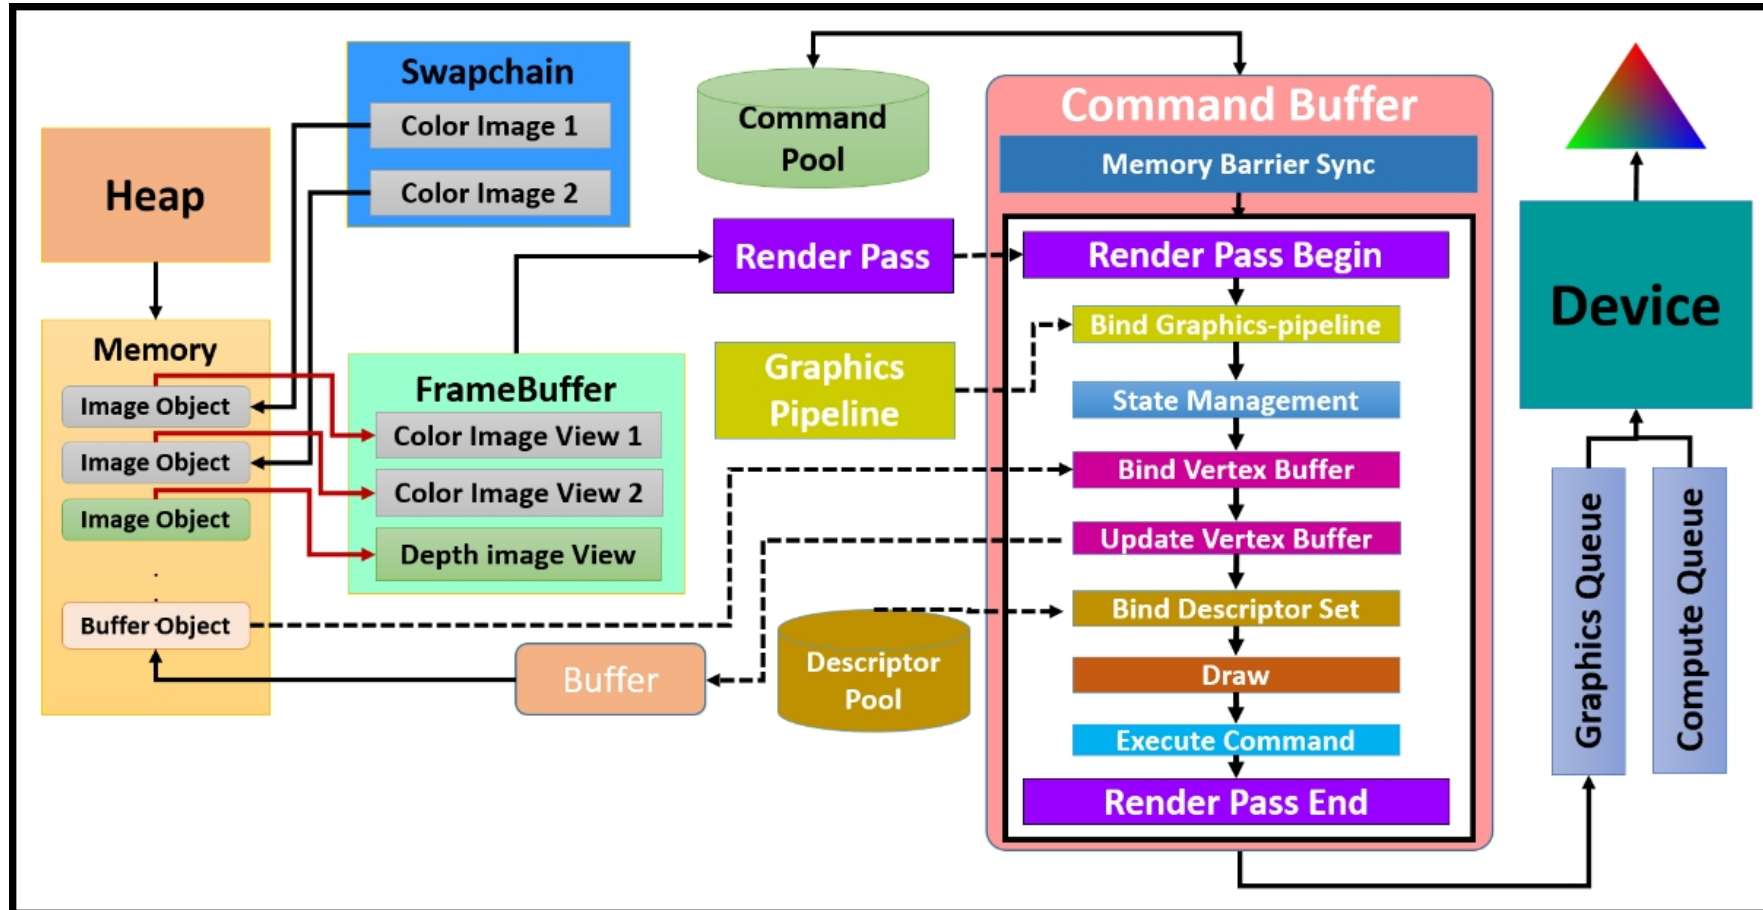 Heap
Memory
Image Object
Image Object
Image Object
Buffer Object
Swapchain
Color Image 1
Color Image 2
FrameBuffer
Color Image View 1
Color Image View 2
Depth image View
Buffer
Command
Pool
Render Pass
Graphics
Pipeline
Descriptor
Pool
Command Buffer
Memory Barrier Sync
Render Pass Begin
Bind Graphics-pipeline
State Management
Bind Vertex Buffer
Update Vertex Buffer
Bind Descriptor Set
Draw
Execute Command
Render Pass End
Device
Graphics Queue
Compute Queue